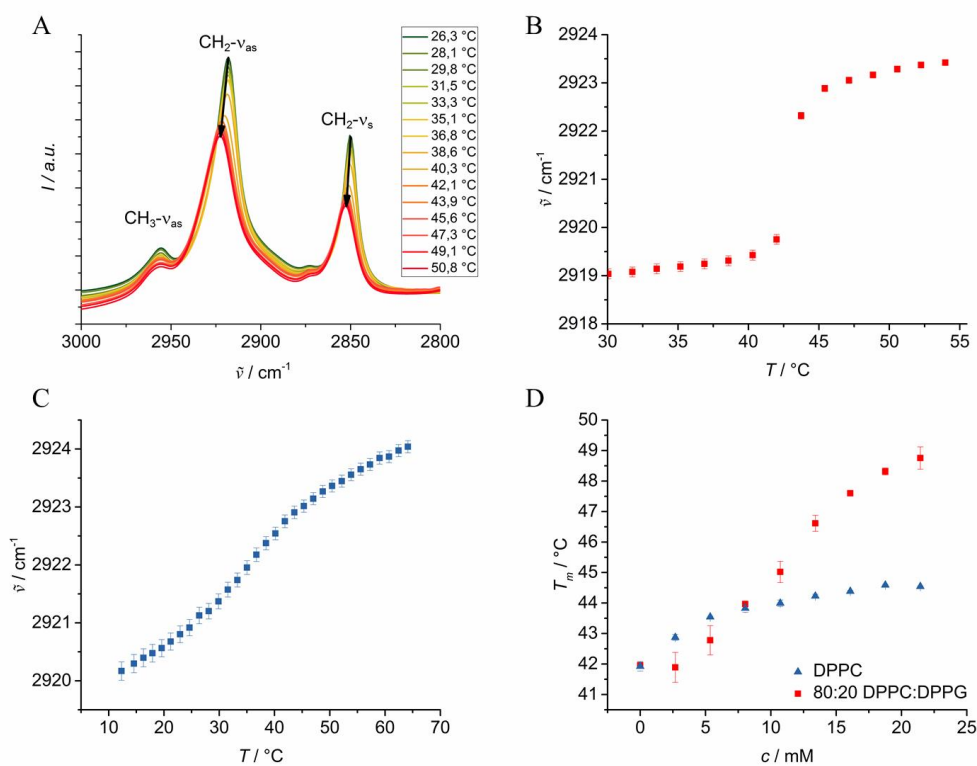 A
CH2-νas
CH2-νs
CH3-νas
I / a.u.
26,3 °C
28,1 °C
29,8 °C
31,5 °C
33,3 °C
35,1 °C
36,8 °C
38,6 °C
40,3 °C
42,1 °C
43,9 °C
45,6 °C
47,3 °C
49,1 °C
50,8 °C
3000 2950 2900 2850 2800
ν̃ / cm-1
B
2924
2923
2922
2921
2920
2919
2918
ν̃ / cm-1
30 35 40 45 50 55
T / °C
C
2924
2923
2922
2921
2920
ν̃ / cm-1
0 10 20 30 40 50 60 70
T / °C
D
50
49
48
47
46
45
44
43
42
41
Tm / °C
DPPC
80:20 DPPC:DPPG
0 5 10 15 20 25
c / mM